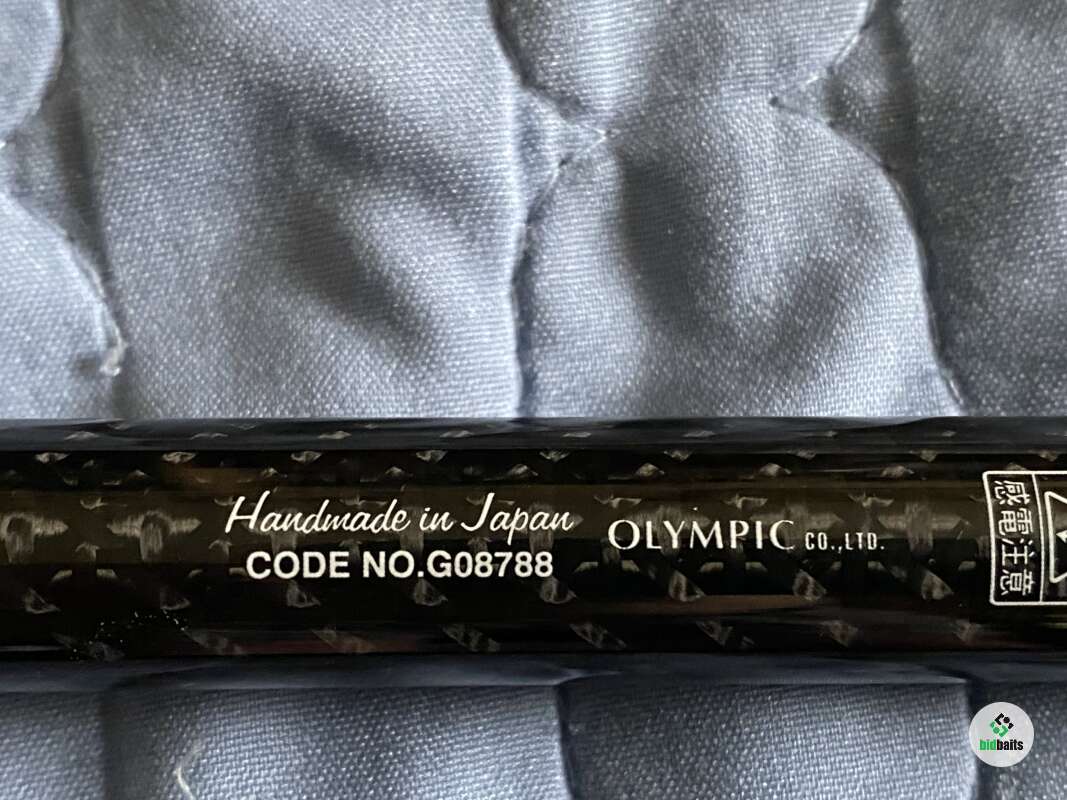 Handmade in Japan
CODE NO.G08788
OLYMPIC CO.,LTD.
感電注意
bidbaits